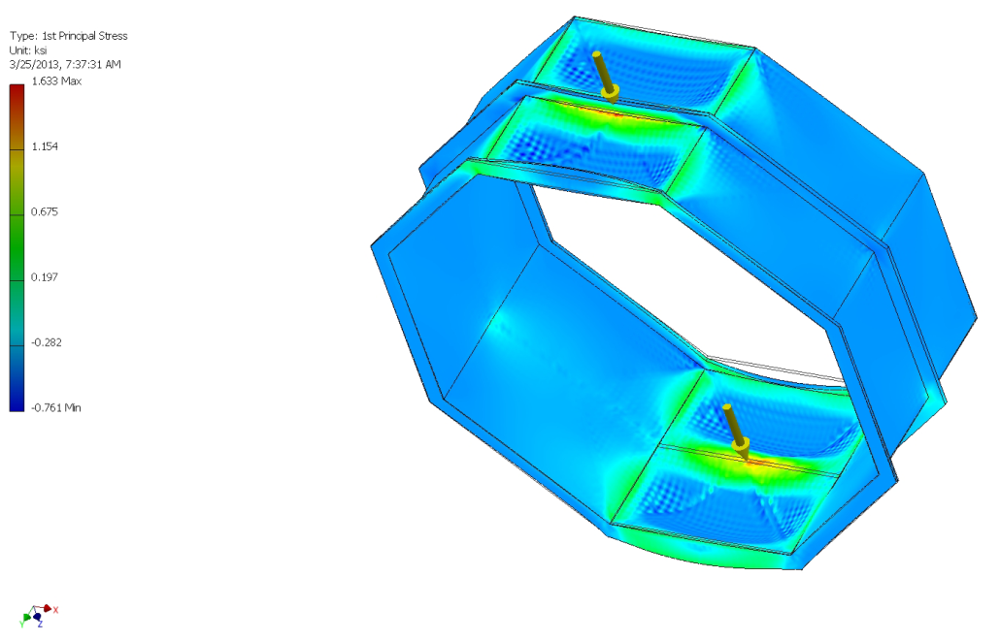 Type: 1st Principal Stress
Unit: ksi
3/25/2013, 7:37:31 AM
1.633 Max
1.154
0.675
0.197
-0.282
-0.761 Min
X
Y
Z